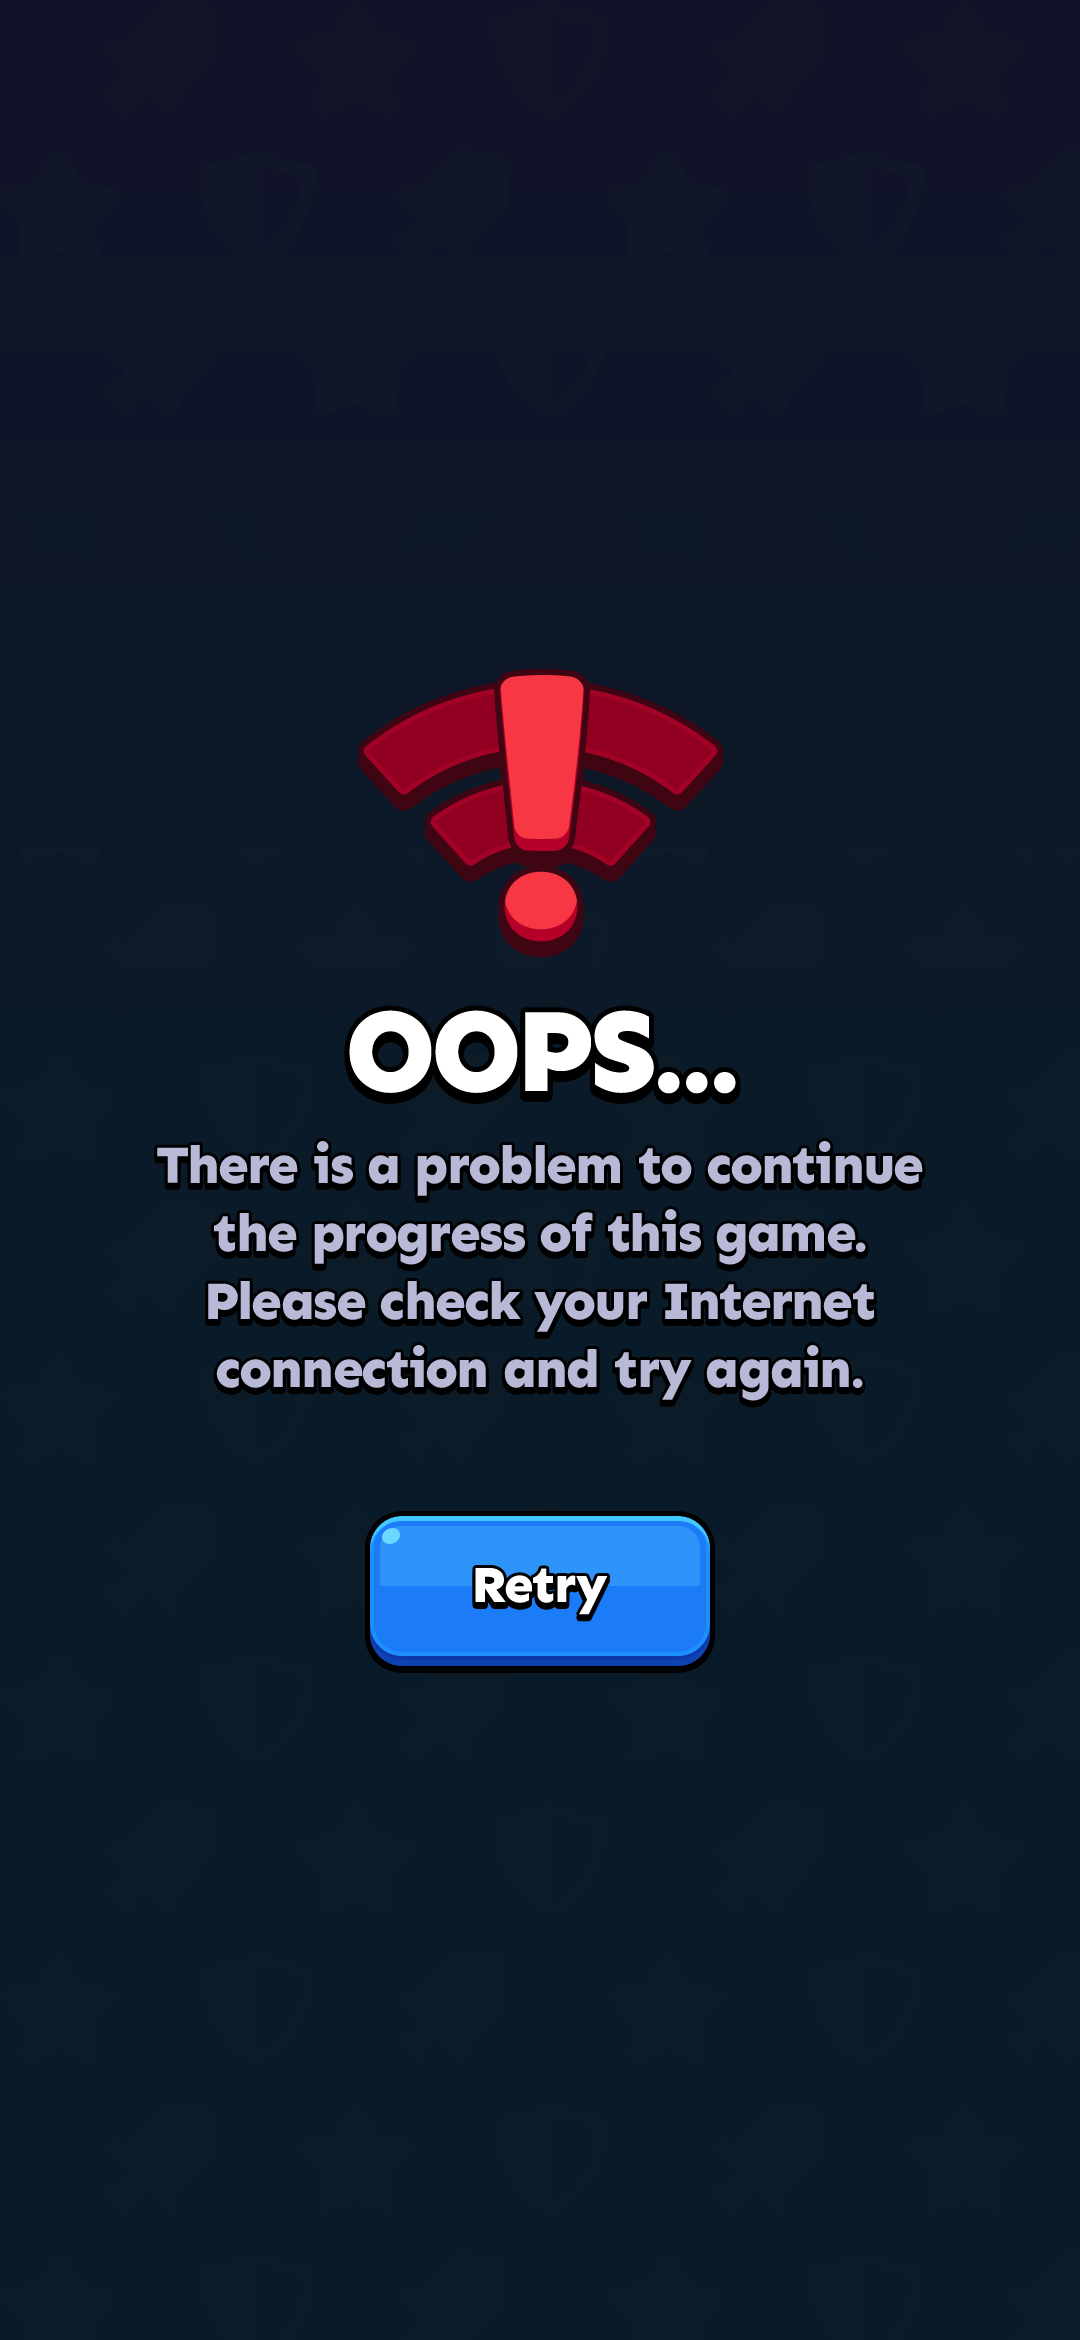 OOPS...
There is a problem to continue
the progress of this game.
Please check your Internet
connection and try again.
Retry